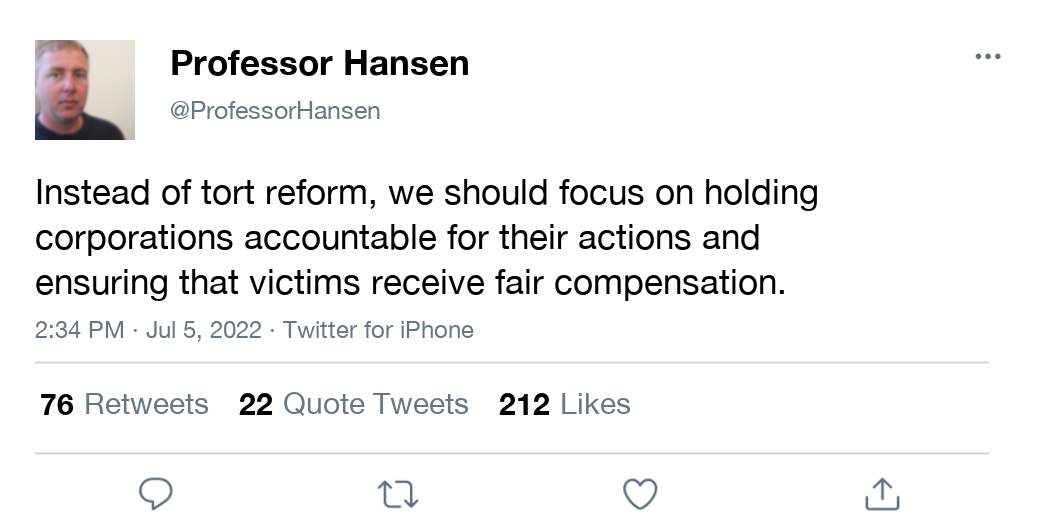 Professor Hansen
@ProfessorHansen
Instead of tort reform, we should focus on holding
corporations accountable for their actions and
ensuring that victims receive fair compensation.
2:34 PM · Jul 5, 2022 · Twitter for iPhone
76 Retweets 22 Quote Tweets 212 Likes